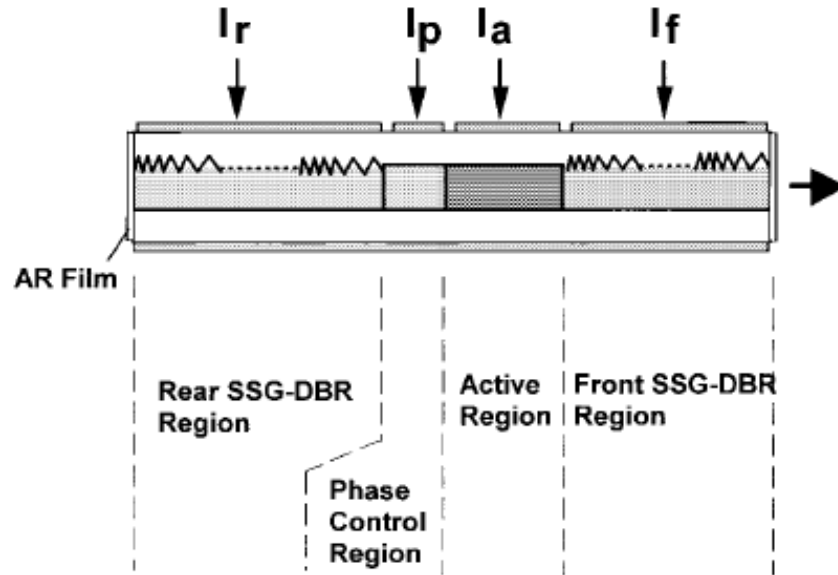 Ir Ip Ia If
AR Film
Rear SSG-DBR
Region
Phase
Control
Region
Active
Region
Front SSG-DBR
Region